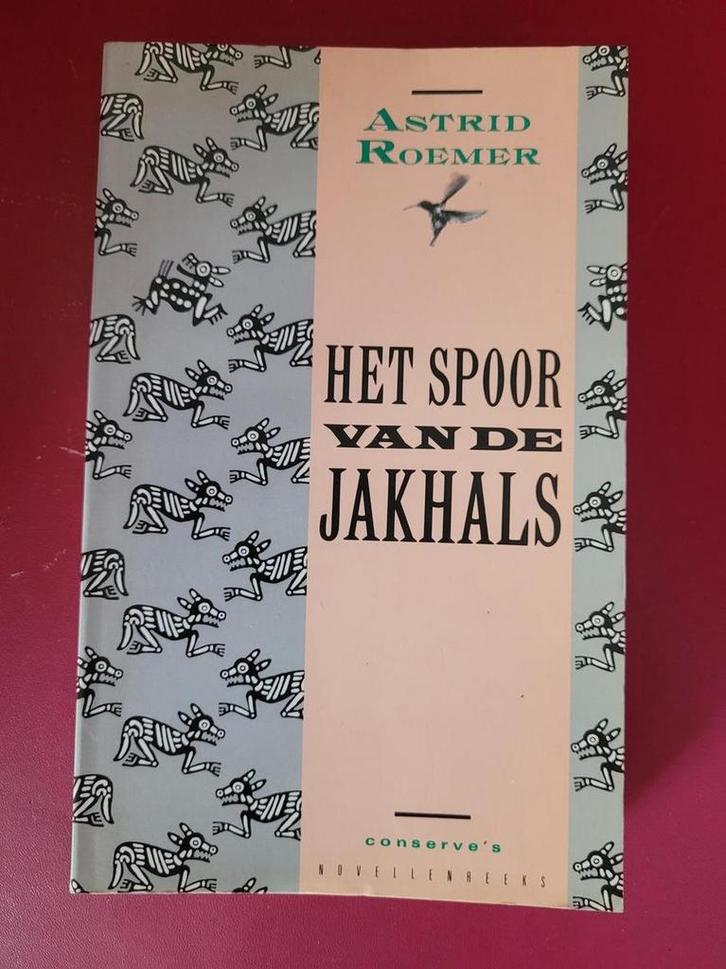 ASTRID
ROEMER
HET SPOOR
VAN DE
JAKHALS
conserve's
NOVELLENREEKS